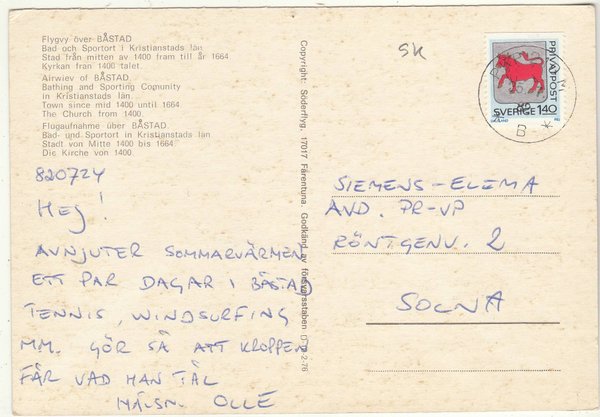 Flygvy över BÅSTAD
Bad och Sportort i Kristianstads län
Stad från mitten av 1400 fram till år 1664
Kyrkan från 1400 talet.
Airwiev of BÅSTAD.
Bathing and Sporting Comunity
in Kristianstads län
Town since mid 1400 until 1664.
The Church from 1400.
Flugaufnahme über BÅSTAD
Bad- und Sportort in Kristianstads län
Stadt von Mitte 1400 bis 1664
Die Kirche von 1400.
820724
HEJ!
AVNJUTER SOMMARVÄRMEN
ETT PAR DAGAR I BÅSTAD
TENNIS, WINDSURFING
MM. GÖR SÅ ATT KROPPEN
FÅR VAD HAN TÅL
HÄLSN. OLLE
Copyright: Söderflyg, 17017 Färentuna. Godkänd av försvarsstaben D 2-76
SK
PRIVATPOST
SVERIGE 140
B
SIEMENS-ELEMA
AVD. PR-VP
RÖNTGENV. 2
SOLNA